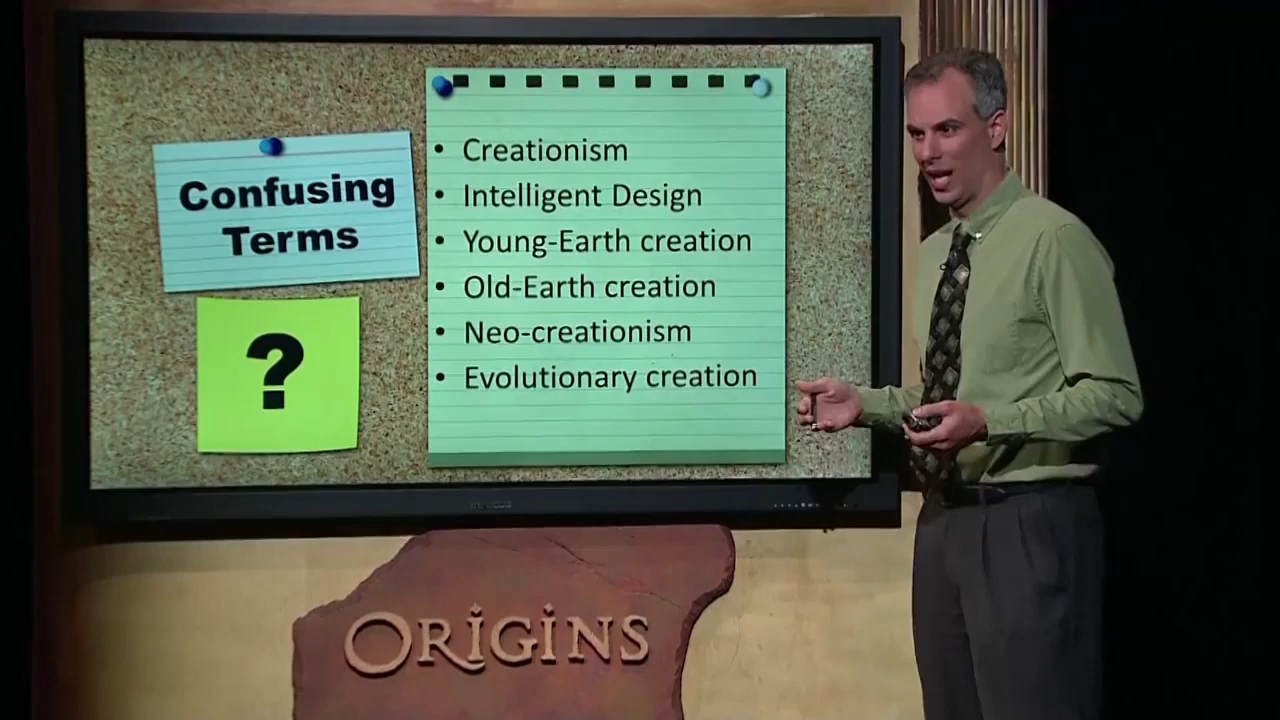 Confusing
Terms
?
• Creationism
• Intelligent Design
• Young-Earth creation
• Old-Earth creation
• Neo-creationism
• Evolutionary creation
ORiGiNS